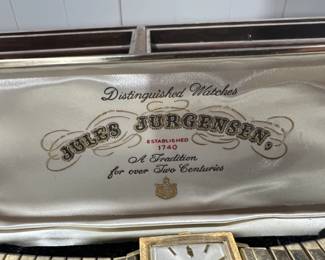 Distinguished Watches
JULES JURGENSEN,
ESTABLISHED
1740
A Tradition
for over Two Centuries